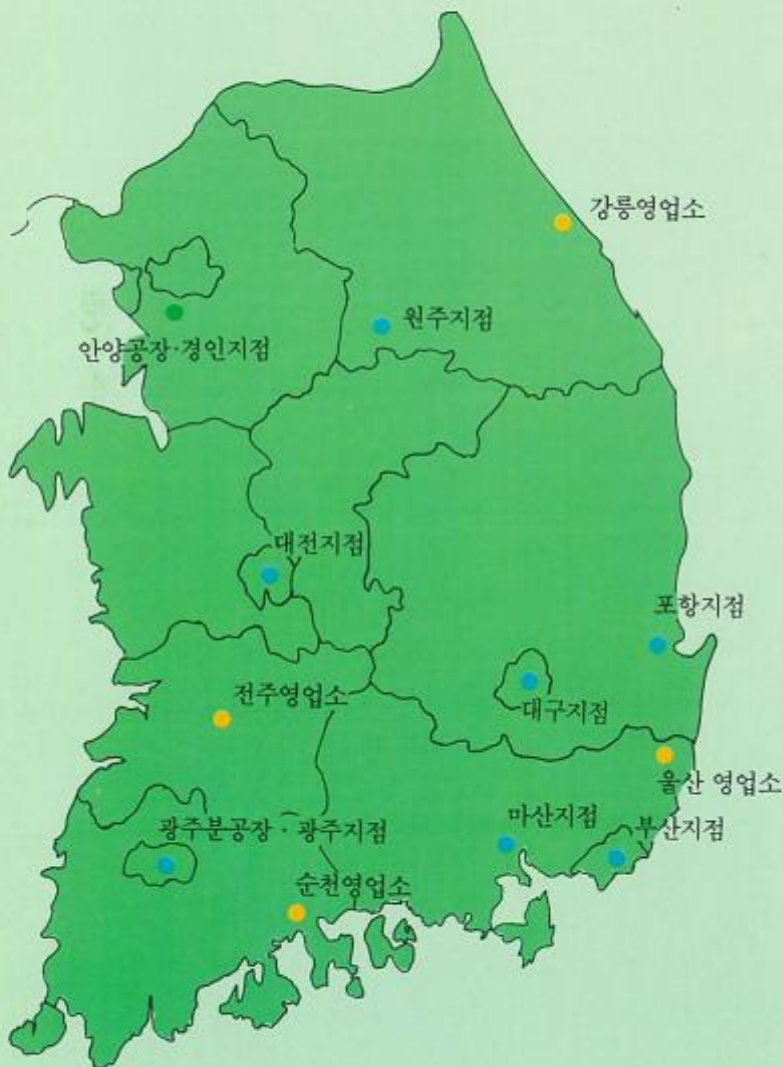 강릉영업소
원주지점
안양공장·경인지점
대전지점
포항지점
전주영업소
대구지점
울산 영업소
마산지점
부산지점
광주분공장·광주지점
순천영업소